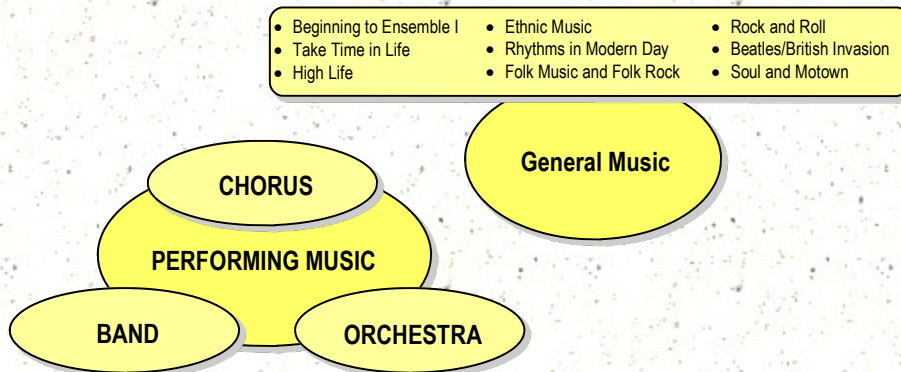 • Beginning to Ensemble I
• Take Time in Life
• High Life
• Ethnic Music
• Rhythms in Modern Day
• Folk Music and Folk Rock
• Rock and Roll
• Beatles/British Invasion
• Soul and Motown
General Music
CHORUS
PERFORMING MUSIC
BAND
ORCHESTRA